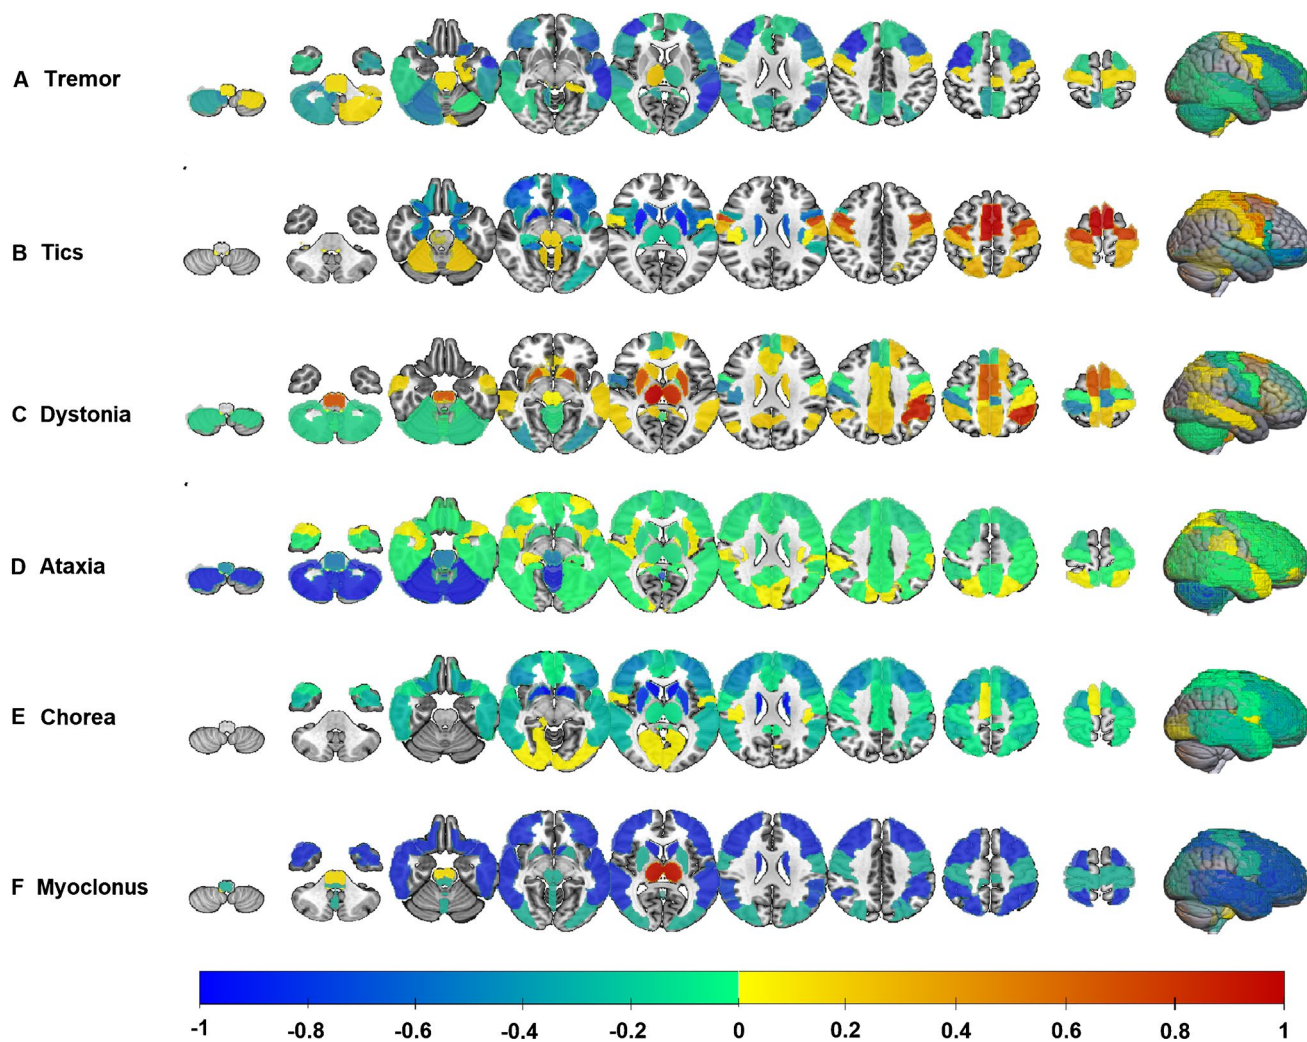 A Tremor
B Tics
C Dystonia
D Ataxia
E Chorea
F Myoclonus
-1 -0.8 -0.6 -0.4 -0.2 0 0.2 0.4 0.6 0.8 1